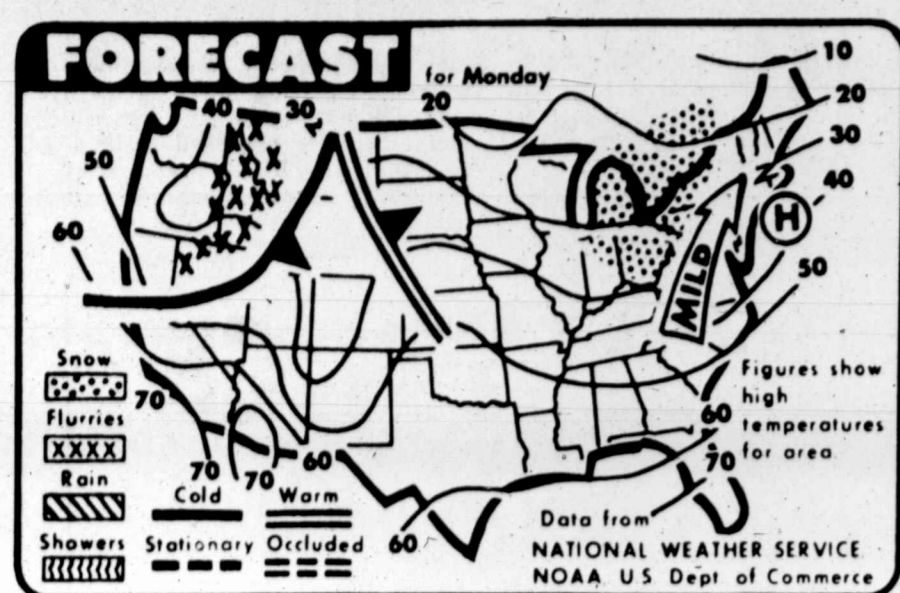 FORECAST
for Monday
10
40
30
20
20
30
50
40
60
H
50
MILD
Snow
Figures show
70
high
Flurries
60
temperatures
XXXX
70
for area
70
70
60
Rain
Cold
Warm
Data from
Showers
Stationary
Occluded
60
NATIONAL WEATHER SERVICE
NOAA U.S. Dept. of Commerce